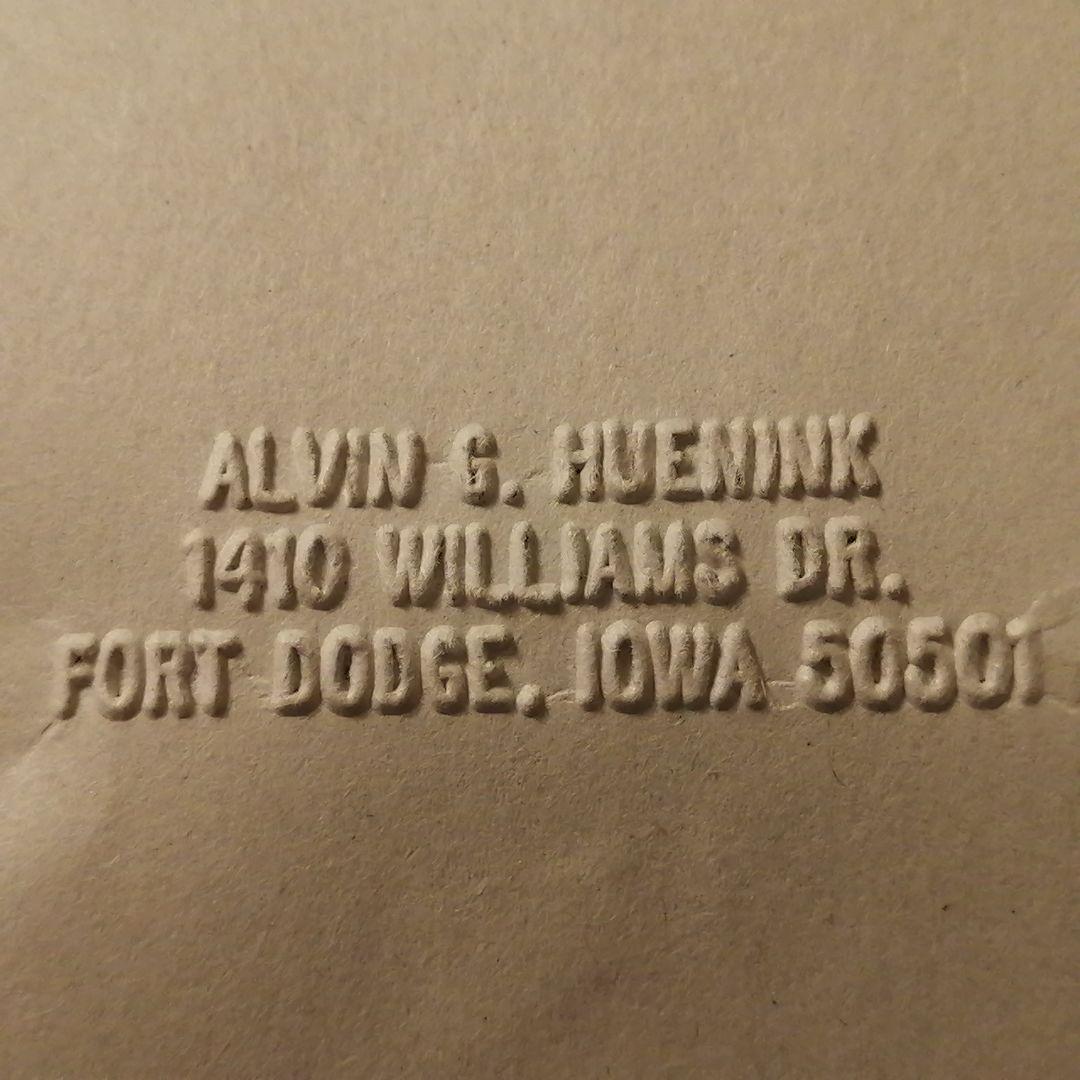 ALVIN G. HUENINK
1410 WILLIAMS DR.
FORT DODGE, IOWA 50501